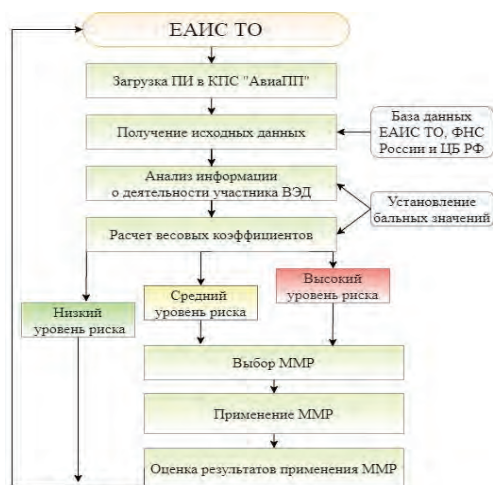 ЕАИС ТО
Загрузка ПИ в КПС "АвиаПП"
Получение исходных данных
База данных
ЕАИС ТО, ФНС
России и ЦБ РФ
Анализ информации
о деятельности участника ВЭД
Установление
бальных значений
Расчет весовых коэффициентов
Низкий
уровень риска
Средний
уровень риска
Высокий
уровень риска
Выбор ММР
Применение ММР
Оценка результатов применения ММР